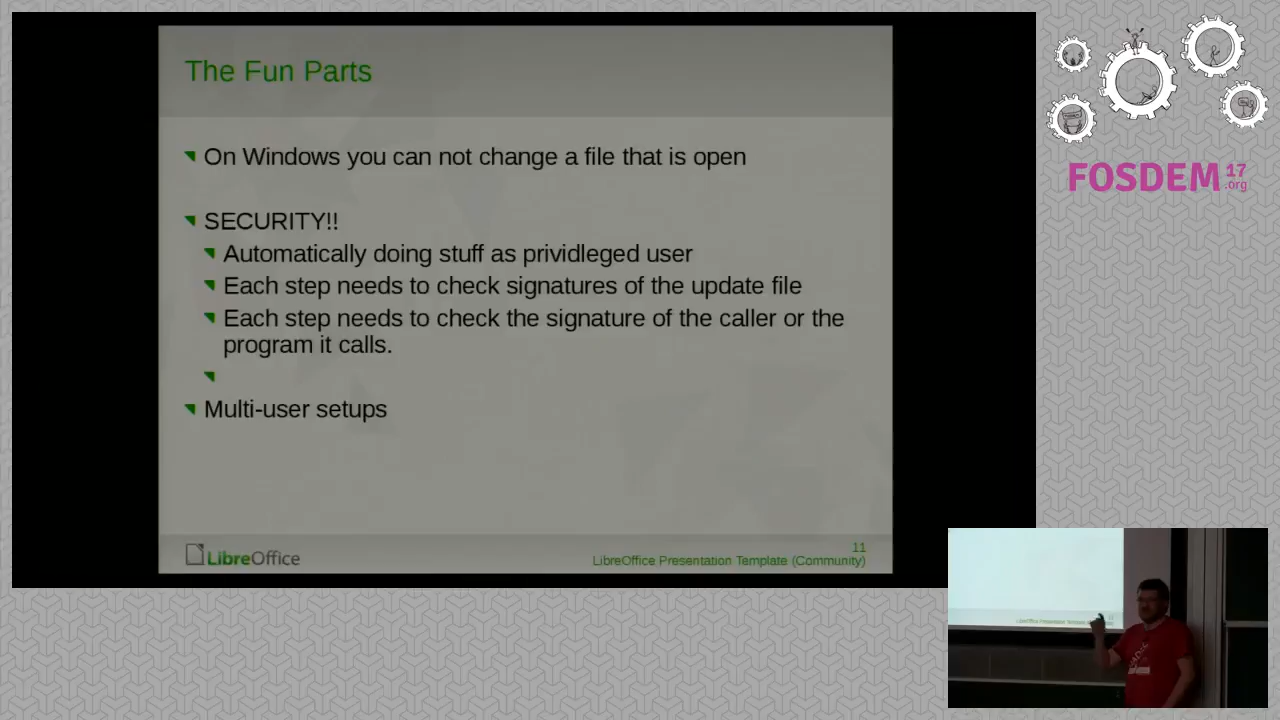 The Fun Parts
On Windows you can not change a file that is open
SECURITY!!
Automatically doing stuff as prividleged user
Each step needs to check signatures of the update file
Each step needs to check the signature of the caller or the
program it calls.
Multi-user setups
LibreOffice
11
LibreOffice Presentation Template (Community)
FOSDEM 17
.org